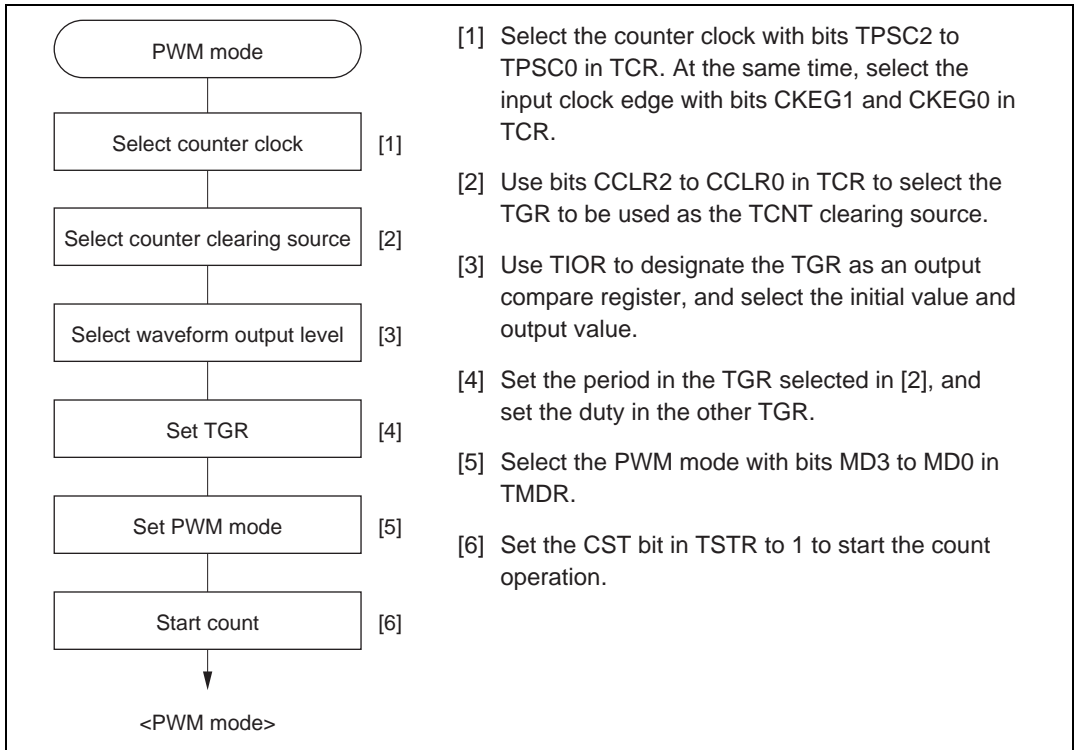 PWM mode
Select counter clock [1]
Select counter clearing source [2]
Select waveform output level [3]
Set TGR [4]
Set PWM mode [5]
Start count [6]
<PWM mode>
[1] Select the counter clock with bits TPSC2 to
TPSC0 in TCR. At the same time, select the
input clock edge with bits CKEG1 and CKEG0 in
TCR.
[2] Use bits CCLR2 to CCLR0 in TCR to select the
TGR to be used as the TCNT clearing source.
[3] Use TIOR to designate the TGR as an output
compare register, and select the initial value and
output value.
[4] Set the period in the TGR selected in [2], and
set the duty in the other TGR.
[5] Select the PWM mode with bits MD3 to MD0 in
TMDR.
[6] Set the CST bit in TSTR to 1 to start the count
operation.